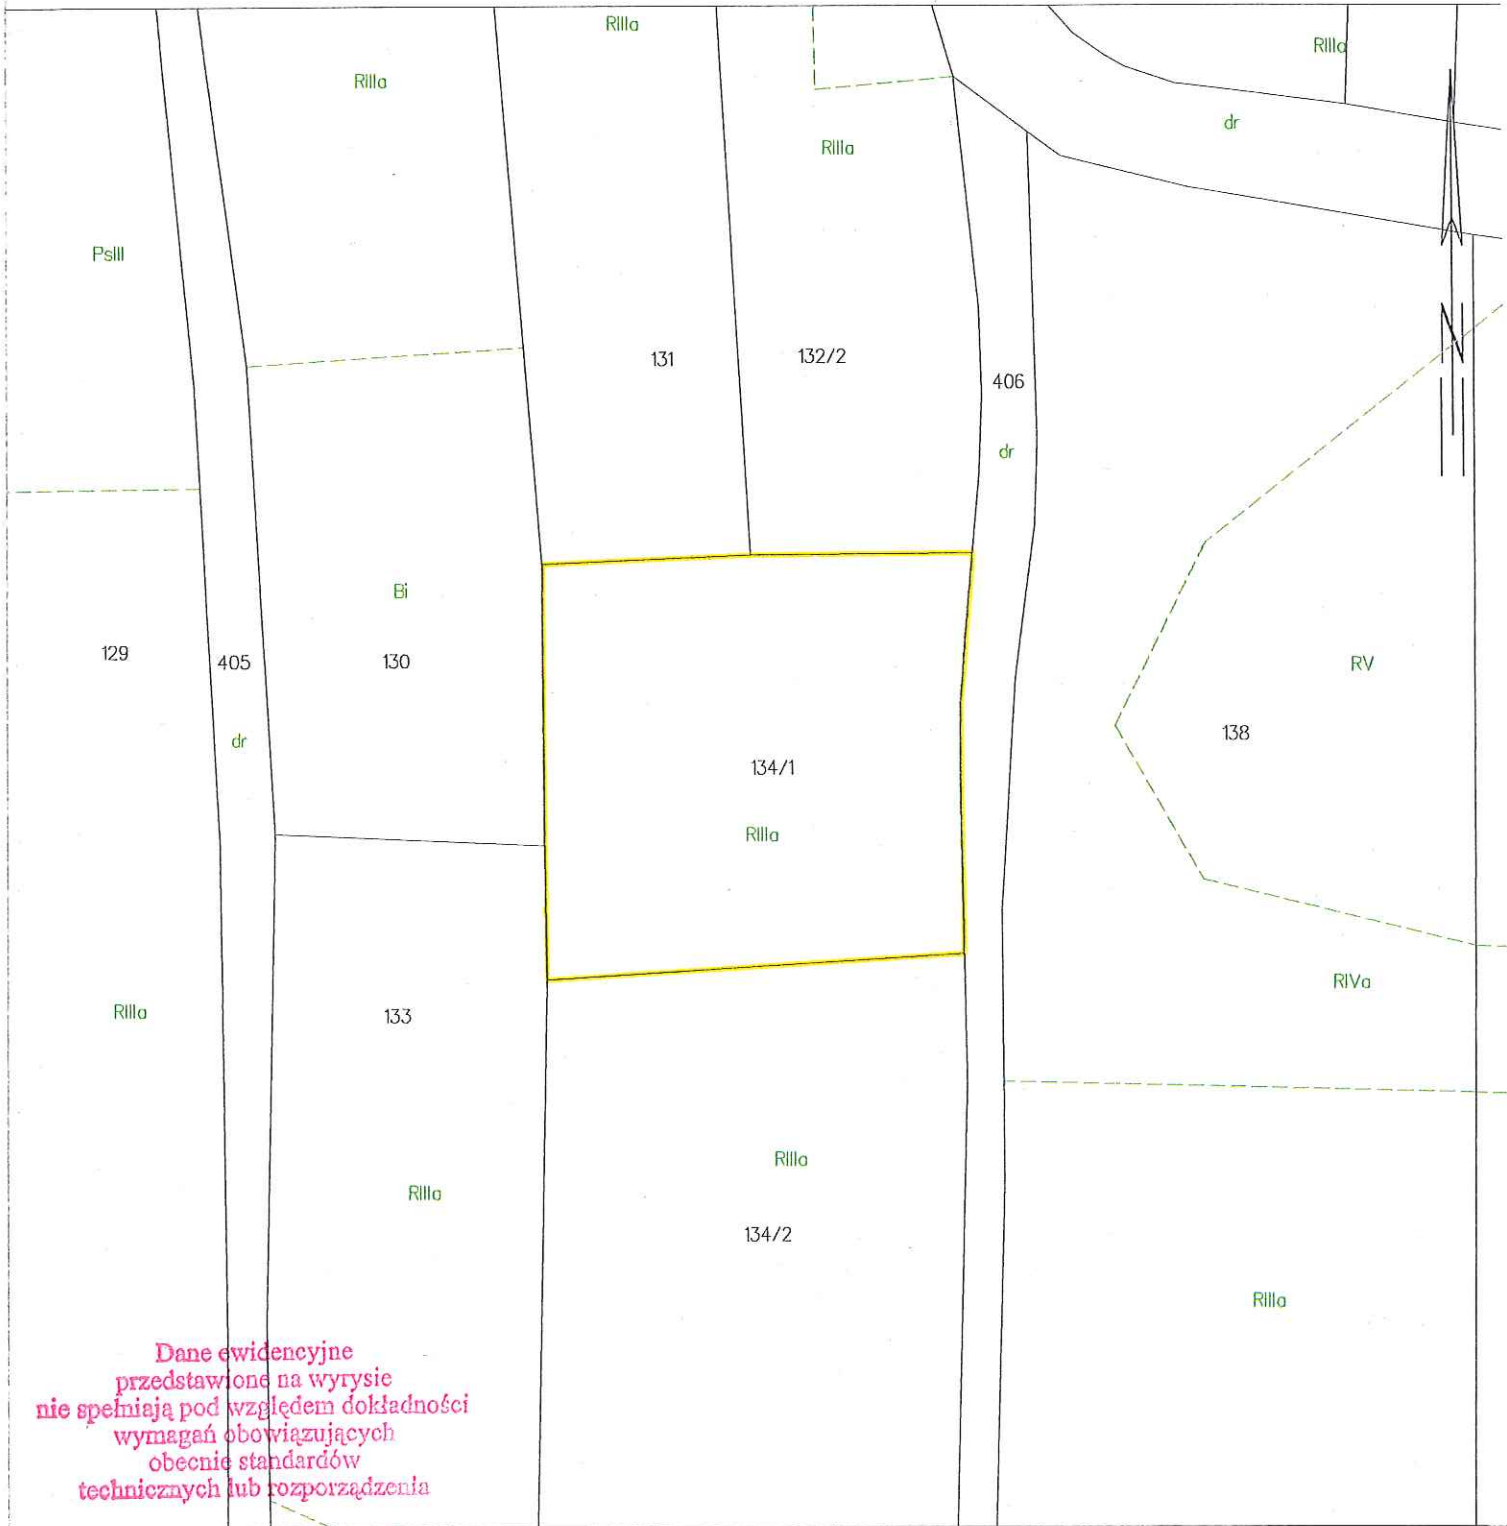 RIIIa
RIIIa
RIIIa
dr
RIIIa
PsIII
131
132/2
406
dr
N
Bi
129
405
130
RV
138
dr
134/1
RIIIa
RIVa
RIIIa
133
RIIIa
RIIIa
134/2
RIIIa
Dane ewidencyjne
przedstawione na wyrysie
nie spełniają pod względem dokładności
wymagań obowiązujących
obecnie standardów
technicznych lub rozporządzenia